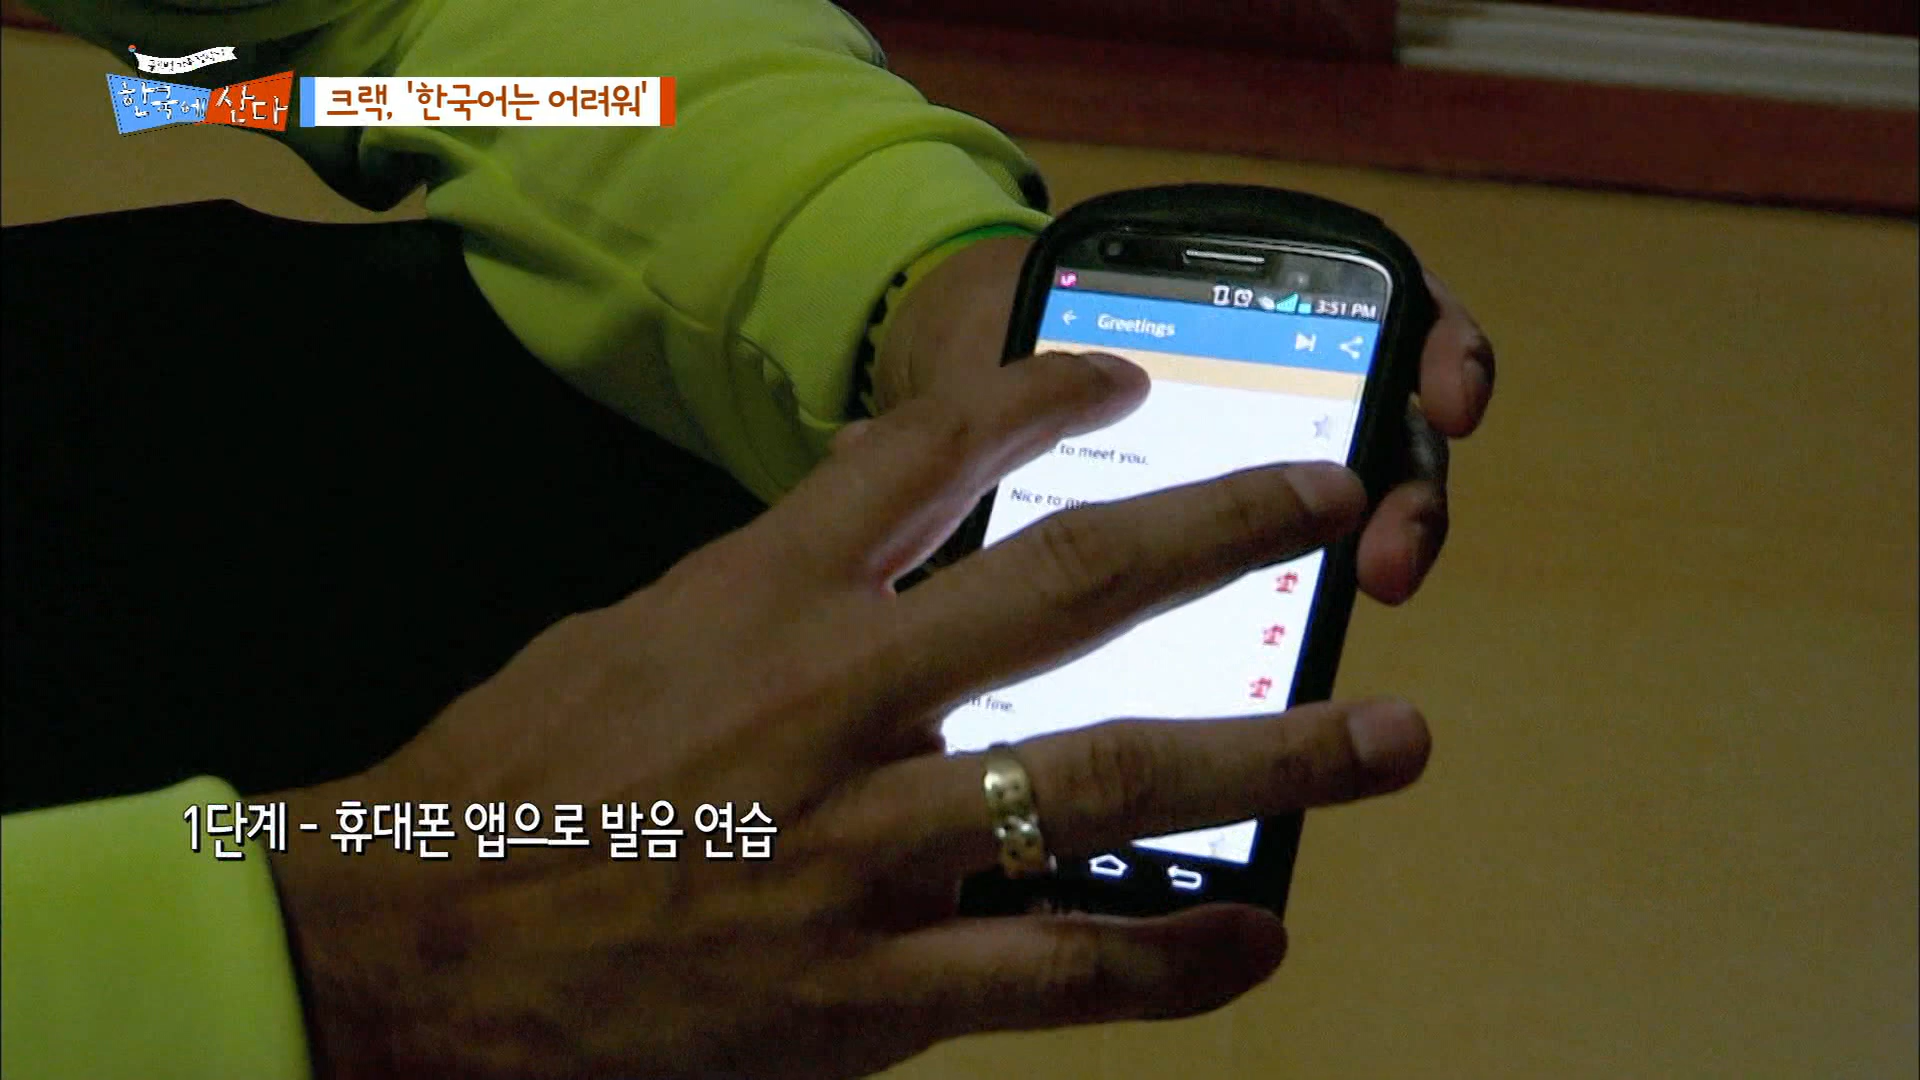 한국에 산다
크랙, '한국어는 어려워'
3:51 PM
Greetings
to meet you.
Nice to
fine.
1단계 - 휴대폰 앱으로 발음 연습